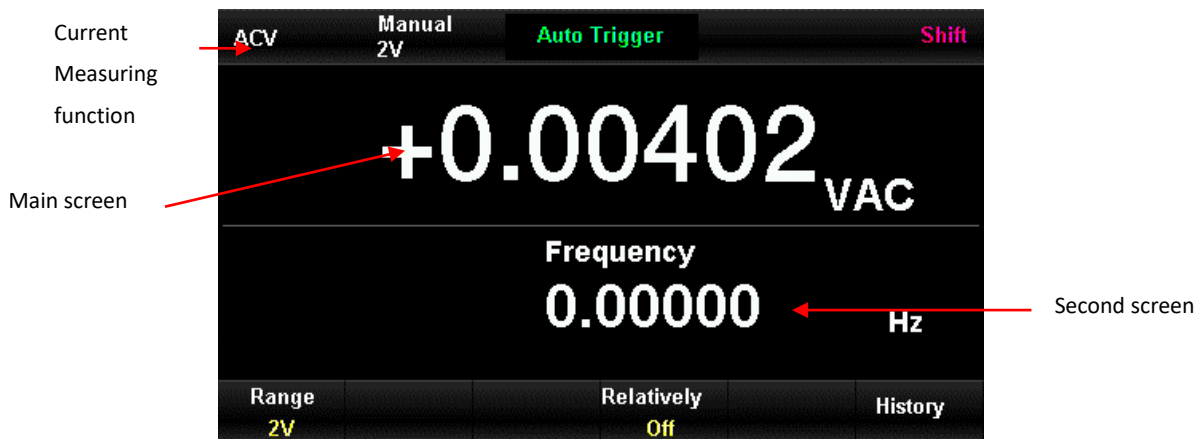 Current
Measuring
function
ACV
Manual
2V
Auto Trigger
Shift
Main screen
+0.00402
VAC
Frequency
0.00000
Hz
Second screen
Range
2V
Relatively
Off
History